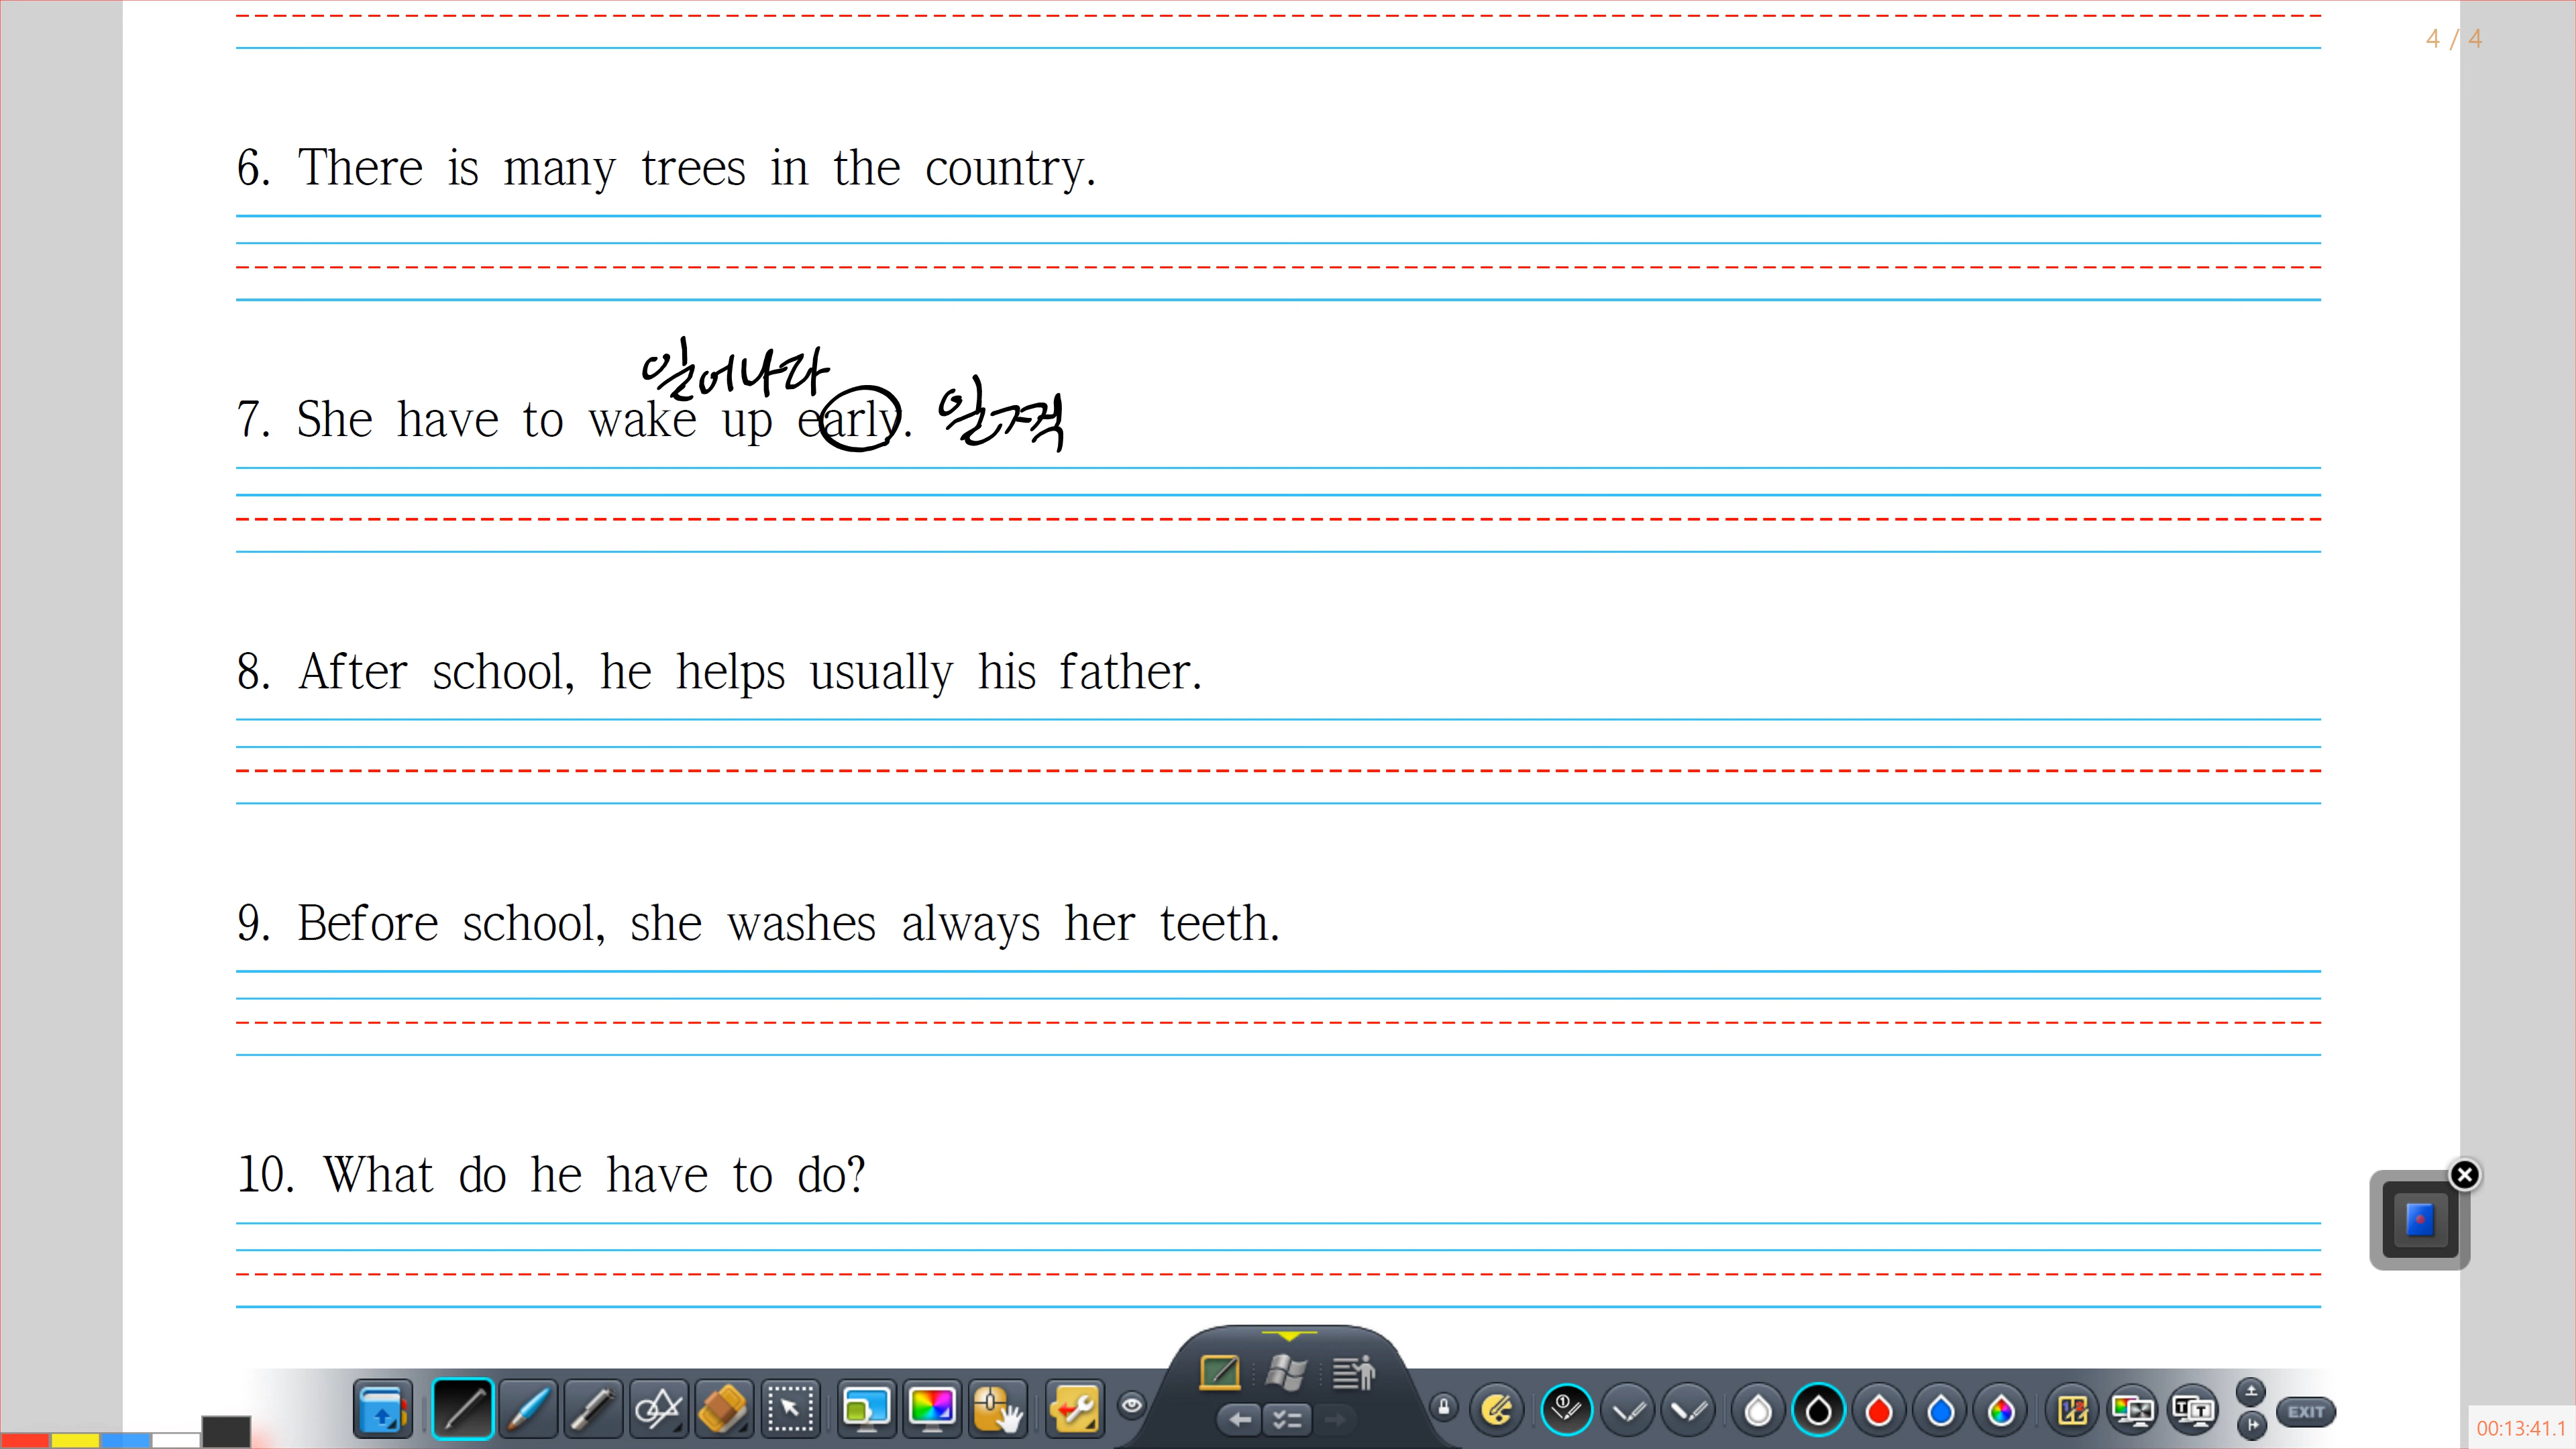 4 / 4
6. There is many trees in the country.
일어나다
7. She have to wake up early. 일찍
8. After school, he helps usually his father.
9. Before school, she washes always her teeth.
10. What do he have to do?
EXIT
00:13:41.1